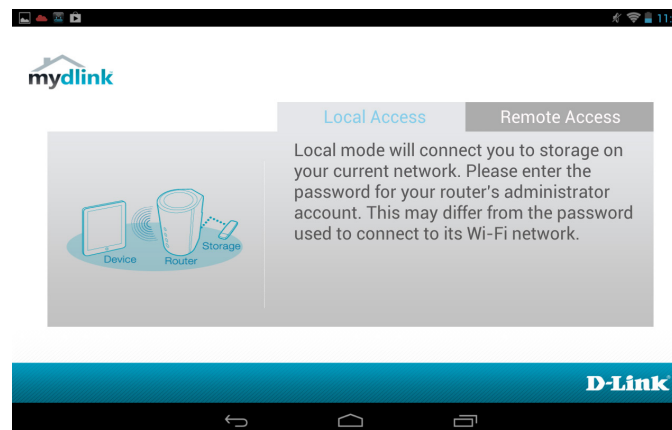 11:
mydlink
Local Access
Remote Access
Local mode will connect you to storage on
your current network. Please enter the
password for your router's administrator
account. This may differ from the password
used to connect to its Wi-Fi network.
Storage
Device
Router
D-Link